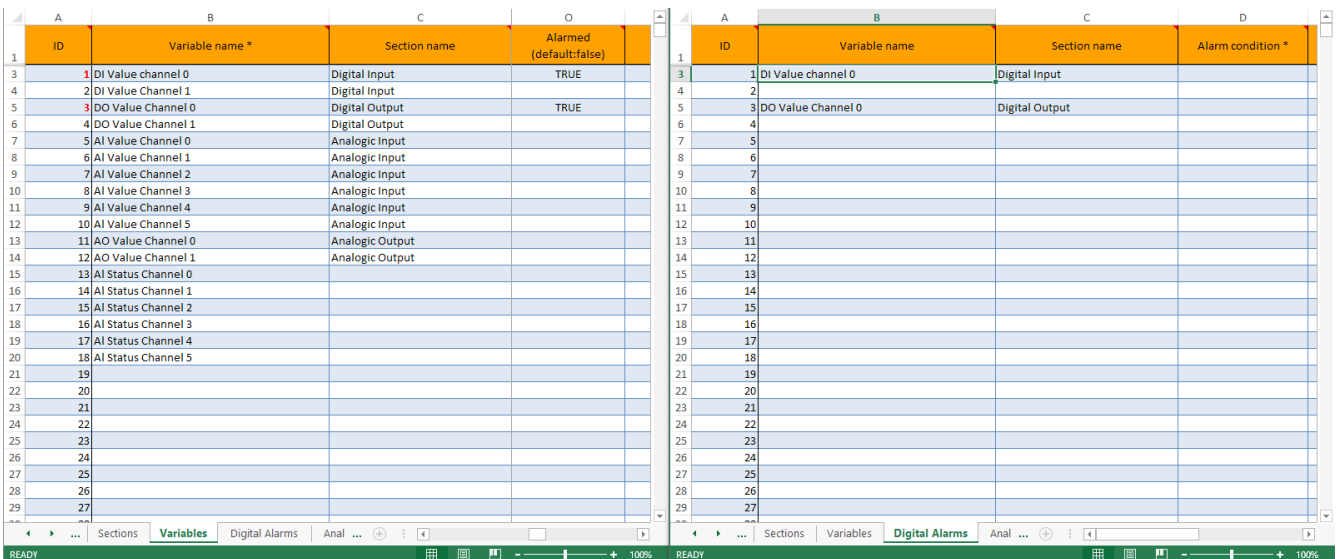 A B C O
1 ID Variable name * Section name Alarmed (default:false)
3 1 DI Value channel 0 Digital Input TRUE
4 2 DI Value Channel 1 Digital Input
5 3 DO Value Channel 0 Digital Output TRUE
6 4 DO Value Channel 1 Digital Output
7 5 AI Value Channel 0 Analogic Input
8 6 AI Value Channel 1 Analogic Input
9 7 AI Value Channel 2 Analogic Input
10 8 AI Value Channel 3 Analogic Input
11 9 AI Value Channel 4 Analogic Input
12 10 AI Value Channel 5 Analogic Input
13 11 AO Value Channel 0 Analogic Output
14 12 AO Value Channel 1 Analogic Output
15 13 AI Status Channel 0
16 14 AI Status Channel 1
17 15 AI Status Channel 2
18 16 AI Status Channel 3
19 17 AI Status Channel 4
20 18 AI Status Channel 5
21 19
22 20
23 21
24 22
25 23
26 24
27 25
28 26
29 27
... Sections Variables Digital Alarms Anal ...
READY 100%
A B C D
1 ID Variable name Section name Alarm condition *
3 1 DI Value channel 0 Digital Input
4 2
5 3 DO Value Channel 0 Digital Output
6 4
7 5
8 6
9 7
10 8
11 9
12 10
13 11
14 12
15 13
16 14
17 15
18 16
19 17
20 18
21 19
22 20
23 21
24 22
25 23
26 24
27 25
28 26
29 27
... Sections Variables Digital Alarms Anal ...
READY 100%